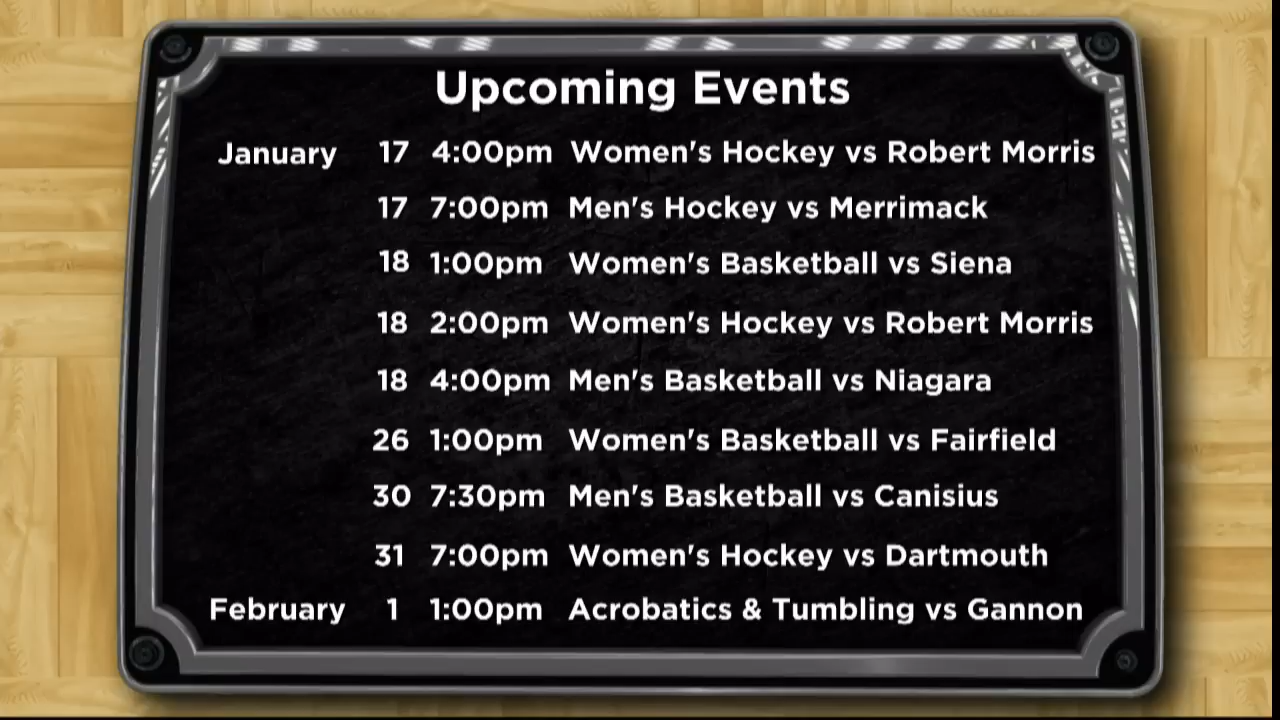 Upcoming Events
January 17 4:00pm Women's Hockey vs Robert Morris
17 7:00pm Men's Hockey vs Merrimack
18 1:00pm Women's Basketball vs Siena
18 2:00pm Women's Hockey vs Robert Morris
18 4:00pm Men's Basketball vs Niagara
26 1:00pm Women's Basketball vs Fairfield
30 7:30pm Men's Basketball vs Canisius
31 7:00pm Women's Hockey vs Dartmouth
February 1 1:00pm Acrobatics & Tumbling vs Gannon